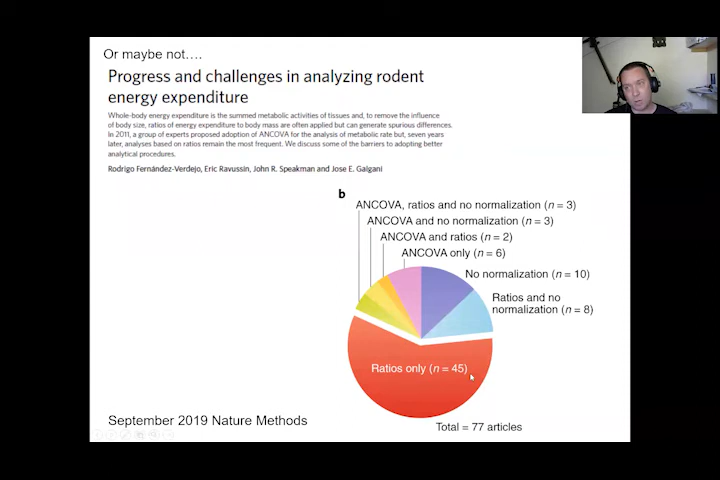 Or maybe not....
Progress and challenges in analyzing rodent
energy expenditure
Whole-body energy expenditure is the summed metabolic activities of tissues and, to remove the influence
of body size, ratios of energy expenditure to body mass are often applied but can generate spurious differences.
In 2011, a group of experts proposed adoption of ANCOVA for the analysis of metabolic rate but, seven years
later, analyses based on ratios remain the most frequent. We discuss some of the barriers to adopting better
analytical procedures.
Rodrigo Fernández-Verdejo, Eric Ravussin, John R. Speakman and Jose E. Galgani
b
ANCOVA, ratios and no normalization (n = 3)
ANCOVA and no normalization (n = 3)
ANCOVA and ratios (n = 2)
ANCOVA only (n = 6)
No normalization (n = 10)
Ratios and no
normalization (n = 8)
Ratios only (n = 45)
September 2019 Nature Methods
Total = 77 articles